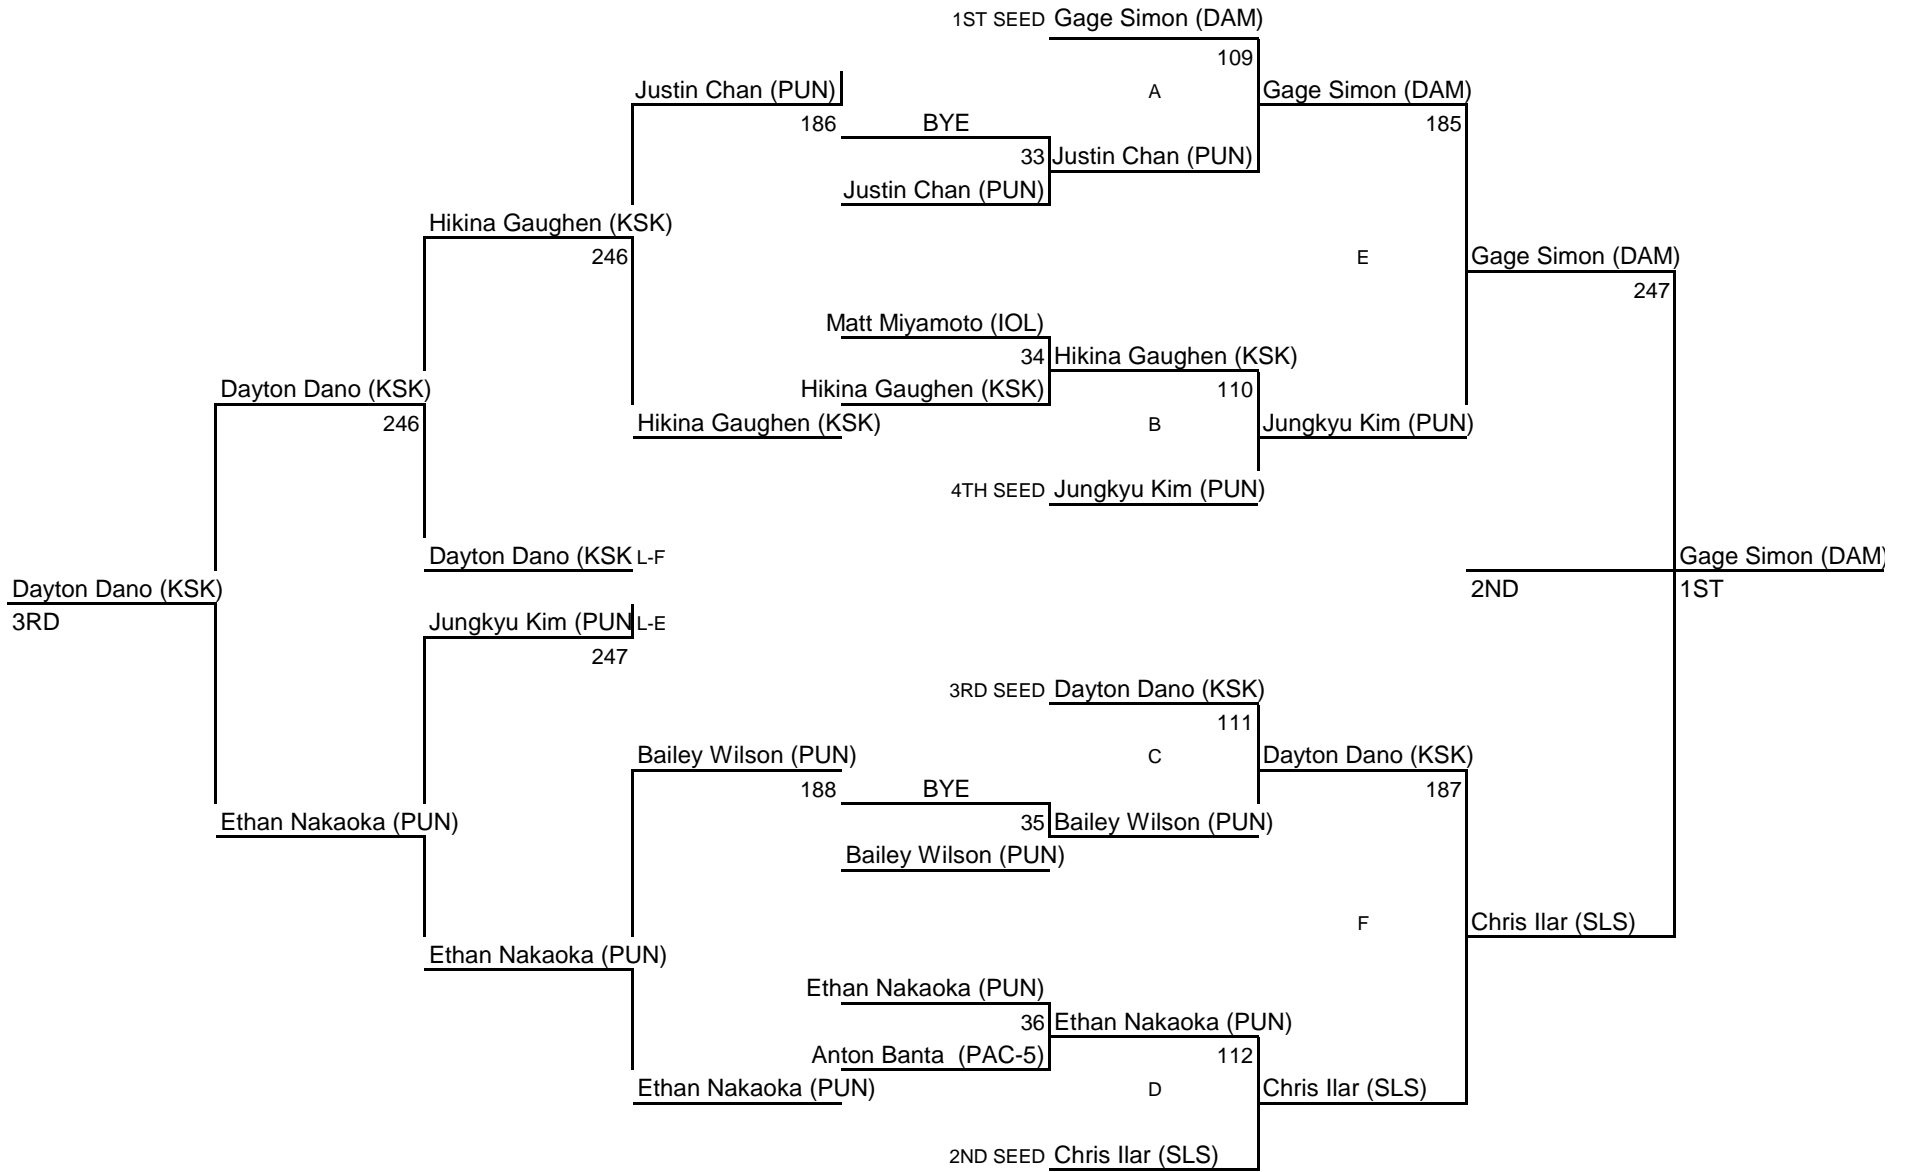 1ST SEED Gage Simon (DAM)
109
Justin Chan (PUN) A Gage Simon (DAM)
186 BYE 185
33 Justin Chan (PUN)
Justin Chan (PUN)
Hikina Gaughen (KSK)
246 E Gage Simon (DAM)
247
Matt Miyamoto (IOL)
34 Hikina Gaughen (KSK)
Dayton Dano (KSK) Hikina Gaughen (KSK) 110
246 Hikina Gaughen (KSK) B Jungkyu Kim (PUN)
4TH SEED Jungkyu Kim (PUN)
Dayton Dano (KSK L-F Gage Simon (DAM)
Dayton Dano (KSK) 2ND 1ST
3RD Jungkyu Kim (PUN L-E
247
3RD SEED Dayton Dano (KSK)
111
Bailey Wilson (PUN) C Dayton Dano (KSK)
188 BYE 187
Ethan Nakaoka (PUN) 35 Bailey Wilson (PUN)
Bailey Wilson (PUN)
F Chris Ilar (SLS)
Ethan Nakaoka (PUN)
Ethan Nakaoka (PUN)
36 Ethan Nakaoka (PUN)
Anton Banta (PAC-5) 112
Ethan Nakaoka (PUN) D Chris Ilar (SLS)
2ND SEED Chris Ilar (SLS)